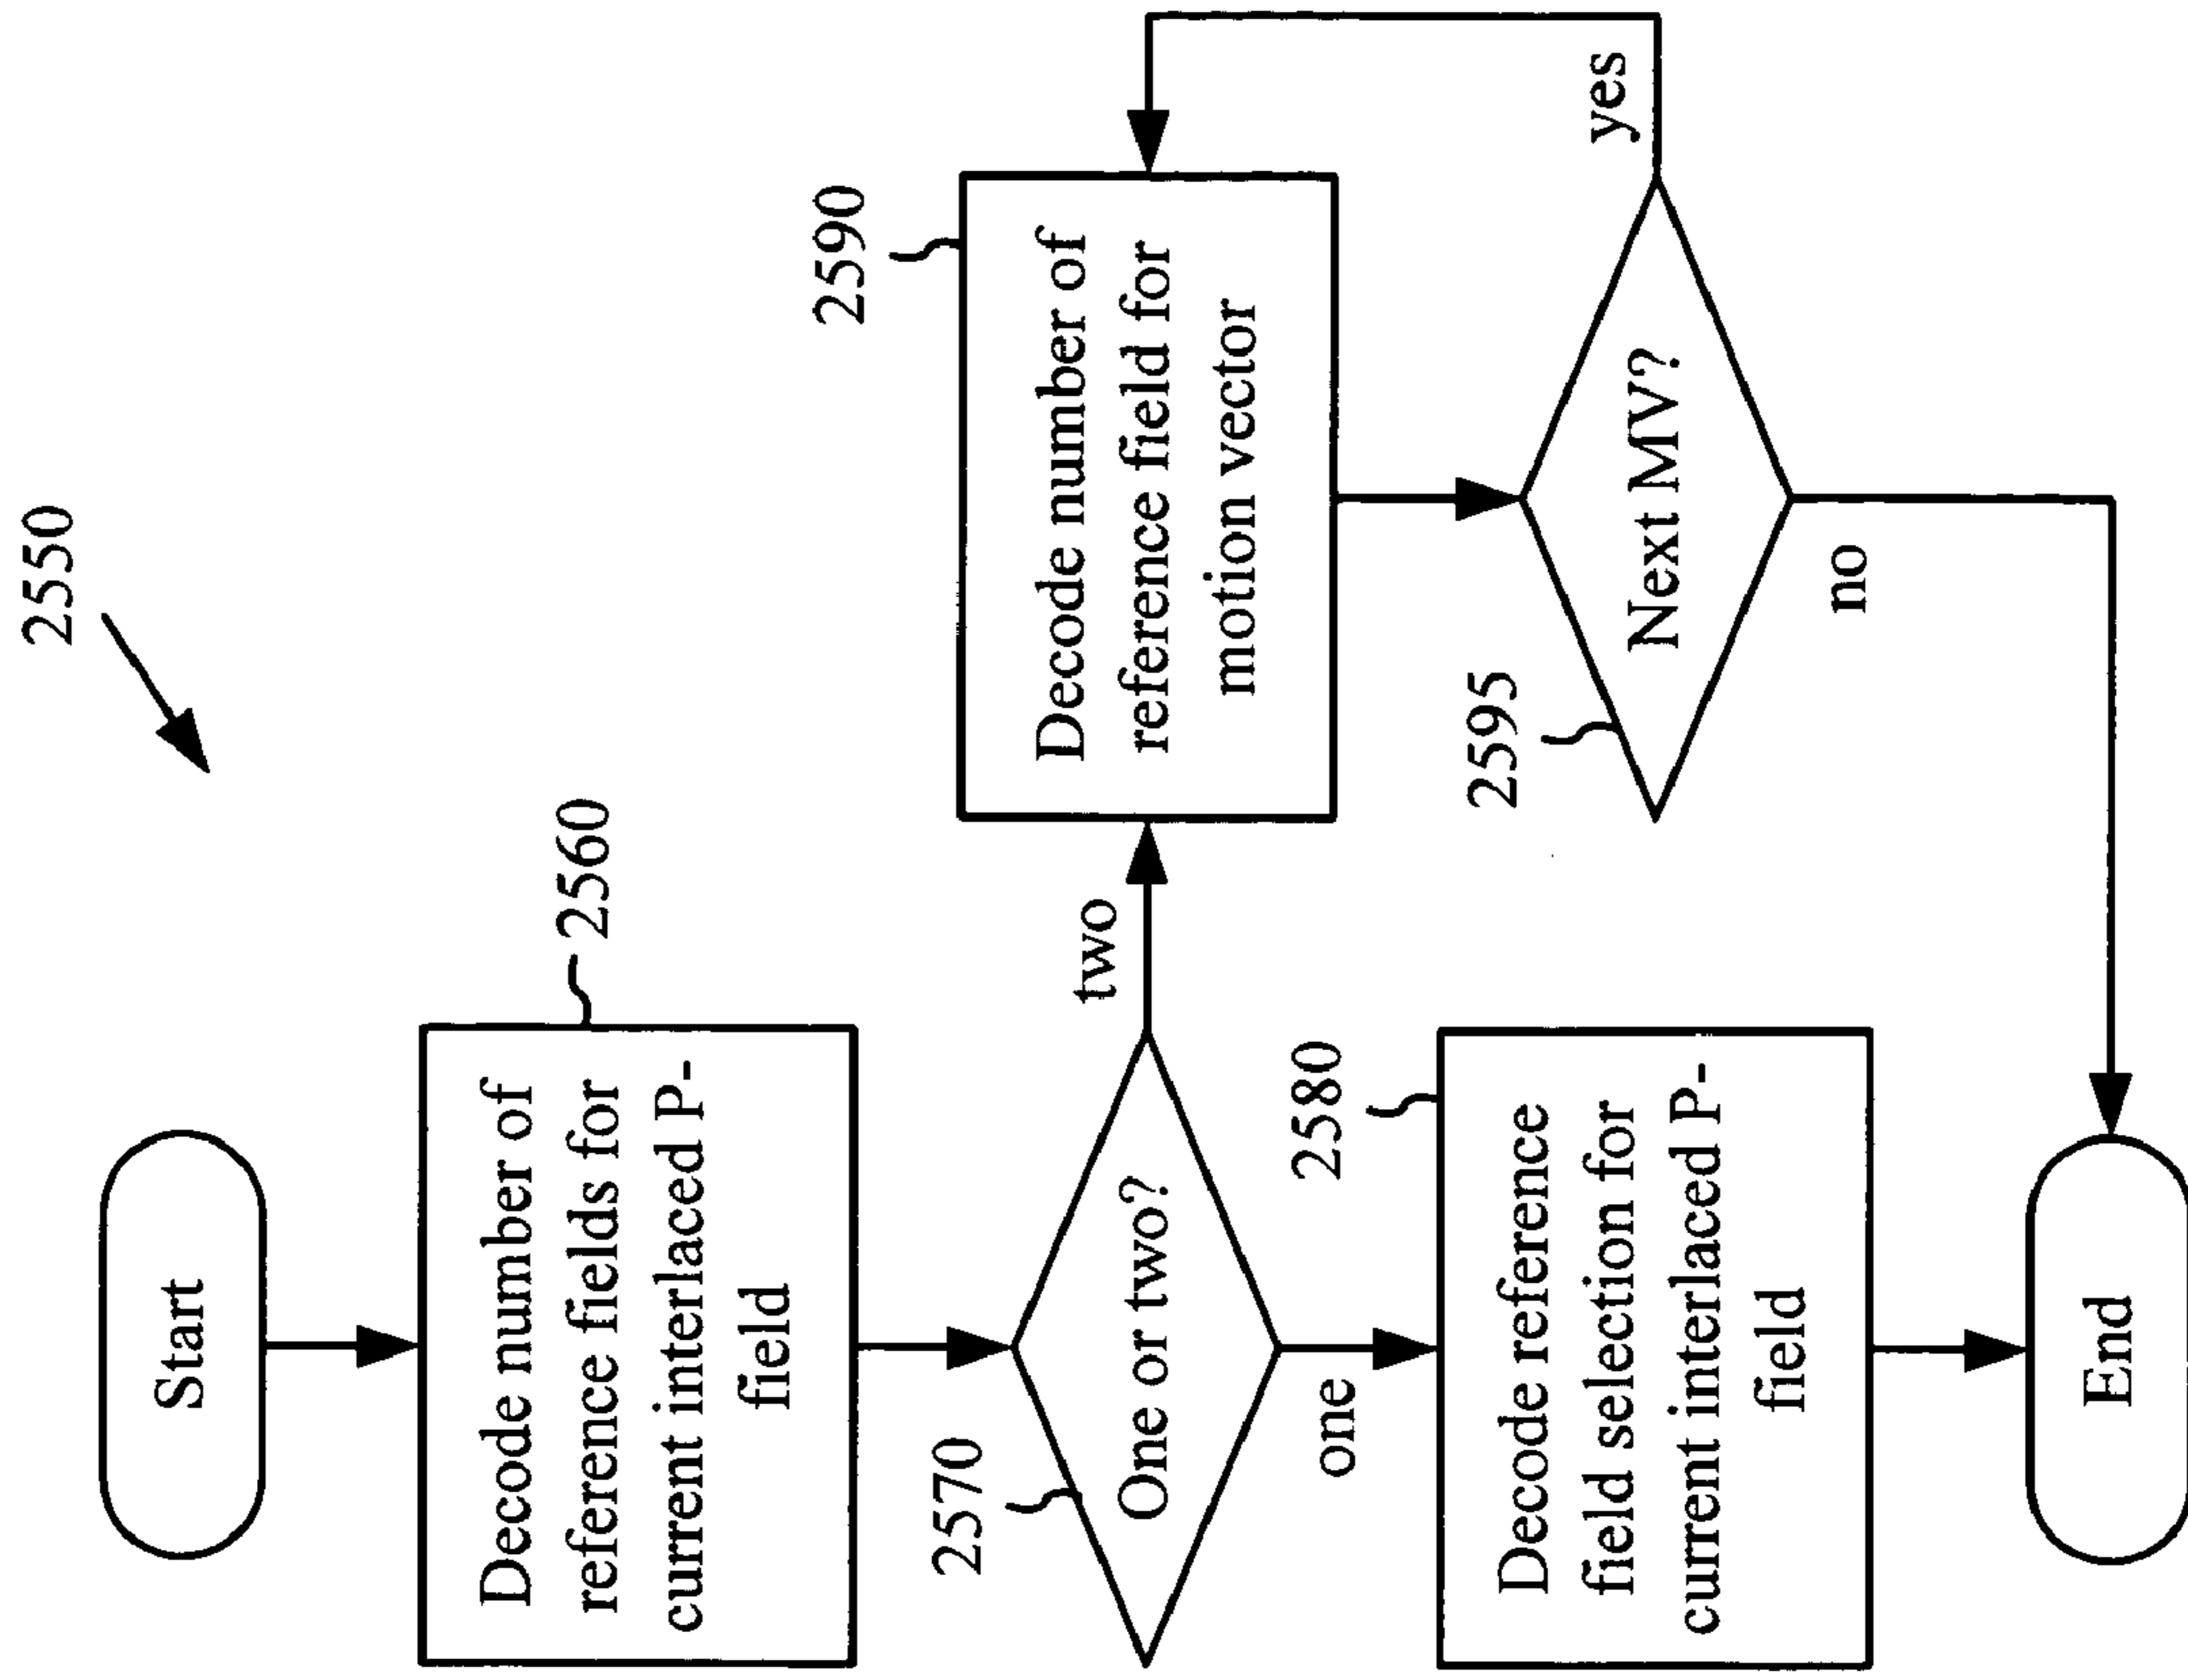 2550
Start
Decode number of
reference fields for
current interlaced P-
field
2560
2570
One or two?
two
one
2580
Decode reference
field selection for
current interlaced P-
field
2590
Decode number of
reference field for
motion vector
2595
Next MV?
yes
no
End